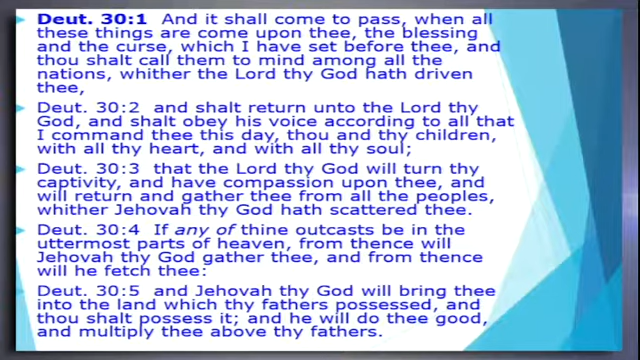 Deut. 30:1 And it shall come to pass, when all
these things are come upon thee, the blessing
and the curse, which I have set before thee, and
thou shalt call them to mind among all the
nations, whither the Lord thy God hath driven
thee,
Deut. 30:2 and shalt return unto the Lord thy
God, and shalt obey his voice according to all that
I command thee this day, thou and thy children,
with all thy heart, and with all thy soul;
Deut. 30:3 that the Lord thy God will turn thy
captivity, and have compassion upon thee, and
will return and gather thee from all the peoples,
whither Jehovah thy God hath scattered thee.
Deut. 30:4 If any of thine outcasts be in the
uttermost parts of heaven, from thence will
Jehovah thy God gather thee, and from thence
will he fetch thee:
Deut. 30:5 and Jehovah thy God will bring thee
into the land which thy fathers possessed, and
thou shalt possess it; and he will do thee good,
and multiply thee above thy fathers.